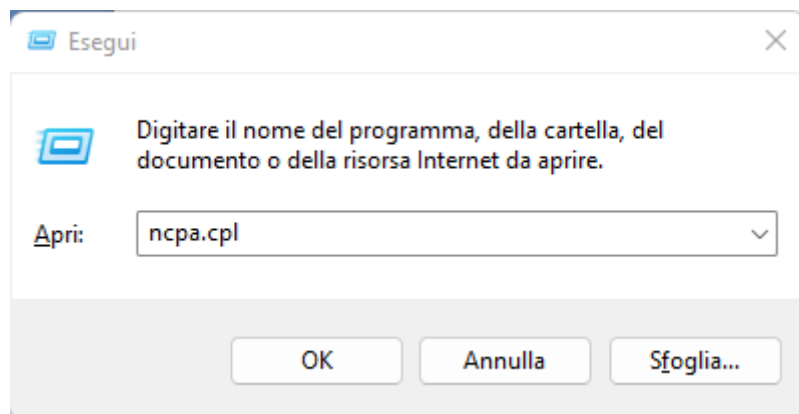 Esegui
Digitare il nome del programma, della cartella, del
documento o della risorsa Internet da aprire.
Apri: ncpa.cpl
OK Annulla Sfoglia...